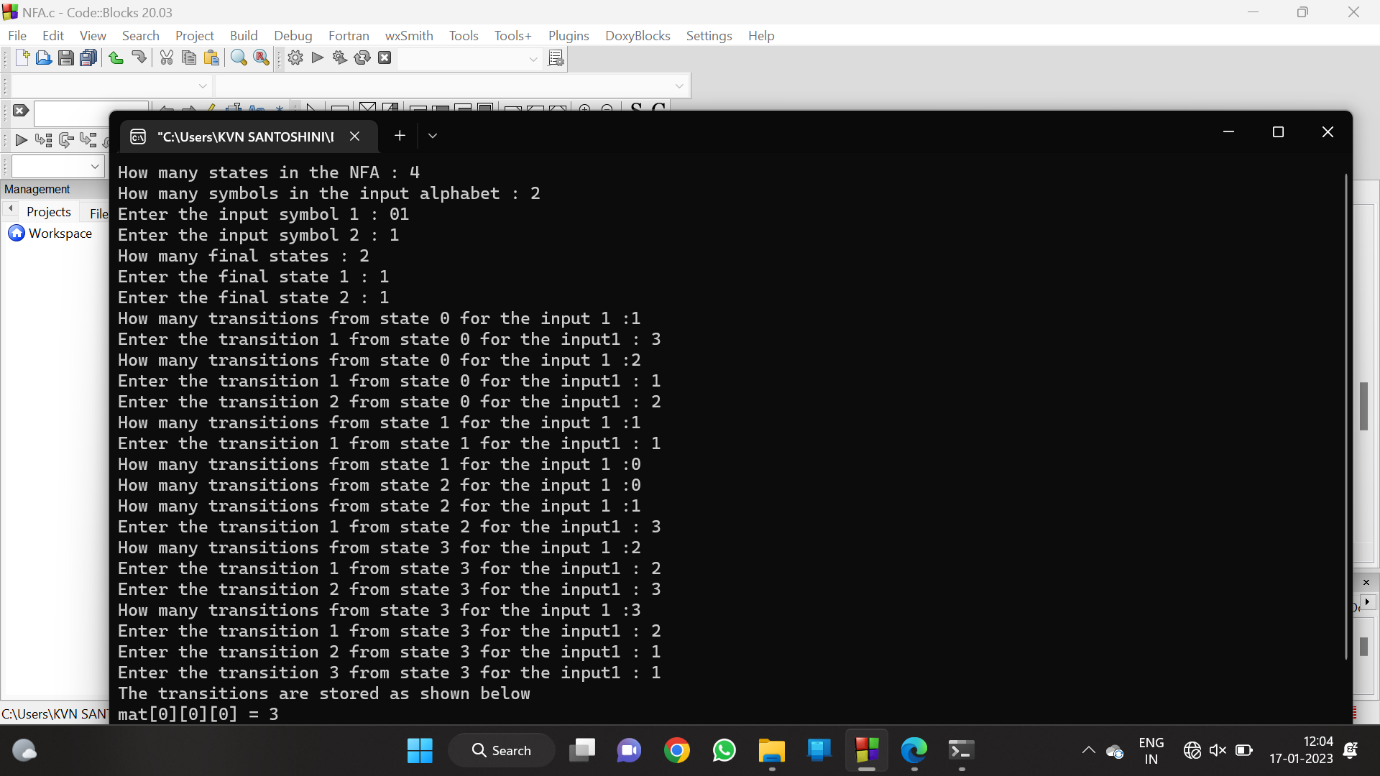 NFA.c - Code::Blocks 20.03
File Edit View Search Project Build Debug Fortran wxSmith Tools Tools+ Plugins DoxyBlocks Settings Help
"C:\Users\KVN SANTOSHINI\I
Management
Projects File
Workspace
How many states in the NFA : 4
How many symbols in the input alphabet : 2
Enter the input symbol 1 : 01
Enter the input symbol 2 : 1
How many final states : 2
Enter the final state 1 : 1
Enter the final state 2 : 1
How many transitions from state 0 for the input 1 :1
Enter the transition 1 from state 0 for the input1 : 3
How many transitions from state 0 for the input 1 :2
Enter the transition 1 from state 0 for the input1 : 1
Enter the transition 2 from state 0 for the input1 : 2
How many transitions from state 1 for the input 1 :1
Enter the transition 1 from state 1 for the input1 : 1
How many transitions from state 1 for the input 1 :0
How many transitions from state 2 for the input 1 :0
How many transitions from state 2 for the input 1 :1
Enter the transition 1 from state 2 for the input1 : 3
How many transitions from state 3 for the input 1 :2
Enter the transition 1 from state 3 for the input1 : 2
Enter the transition 2 from state 3 for the input1 : 3
How many transitions from state 3 for the input 1 :3
Enter the transition 1 from state 3 for the input1 : 2
Enter the transition 2 from state 3 for the input1 : 1
Enter the transition 3 from state 3 for the input1 : 1
The transitions are stored as shown below
mat[0][0][0] = 3
C:\Users\KVN SAN
Search
ENG
IN
12:04
17-01-2023